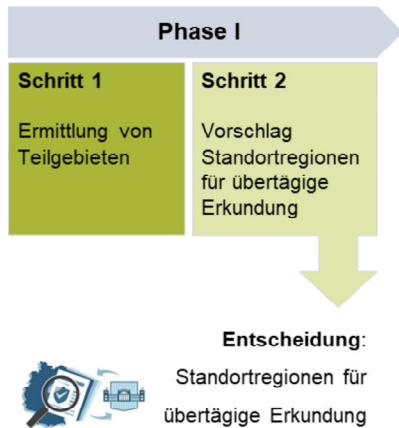 Phase I
Schritt 1
Ermittlung von
Teilgebieten
Schritt 2
Vorschlag
Standortregionen
für übertägige
Erkundung
Entscheidung:
Standortregionen für
übertägige Erkundung